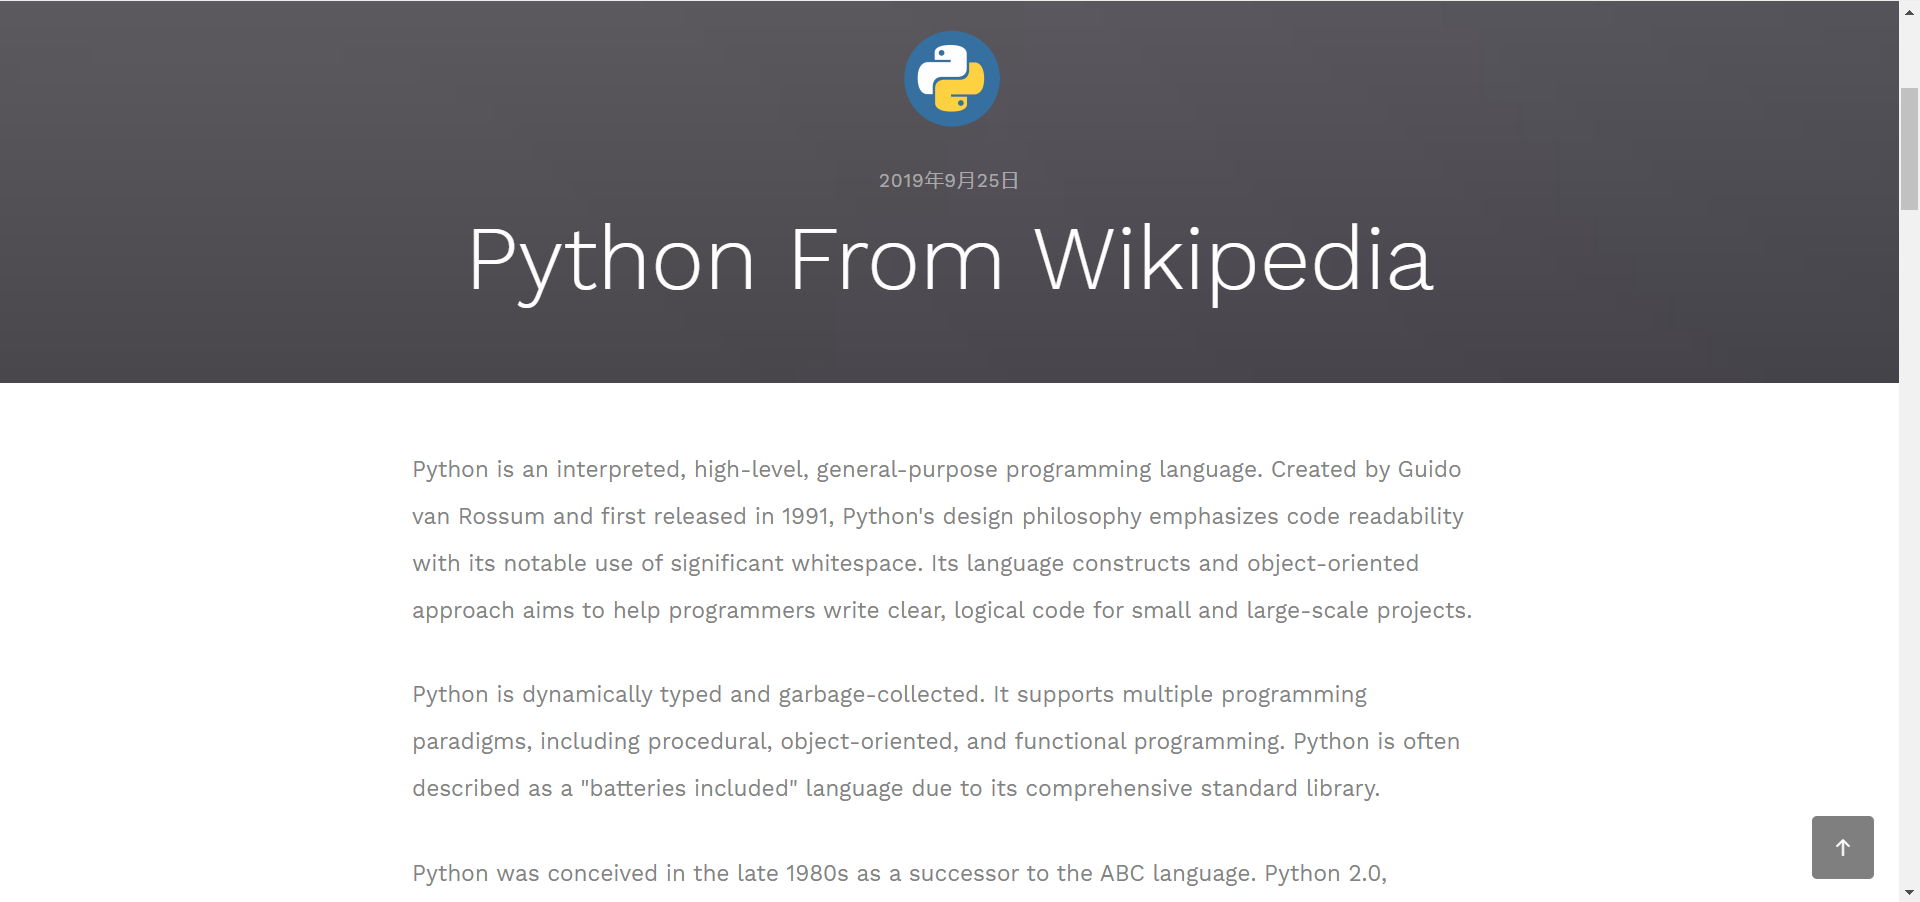 2019年9月25日
Python From Wikipedia
Python is an interpreted, high-level, general-purpose programming language. Created by Guido
van Rossum and first released in 1991, Python's design philosophy emphasizes code readability
with its notable use of significant whitespace. Its language constructs and object-oriented
approach aims to help programmers write clear, logical code for small and large-scale projects.
Python is dynamically typed and garbage-collected. It supports multiple programming
paradigms, including procedural, object-oriented, and functional programming. Python is often
described as a "batteries included" language due to its comprehensive standard library.
Python was conceived in the late 1980s as a successor to the ABC language. Python 2.0,